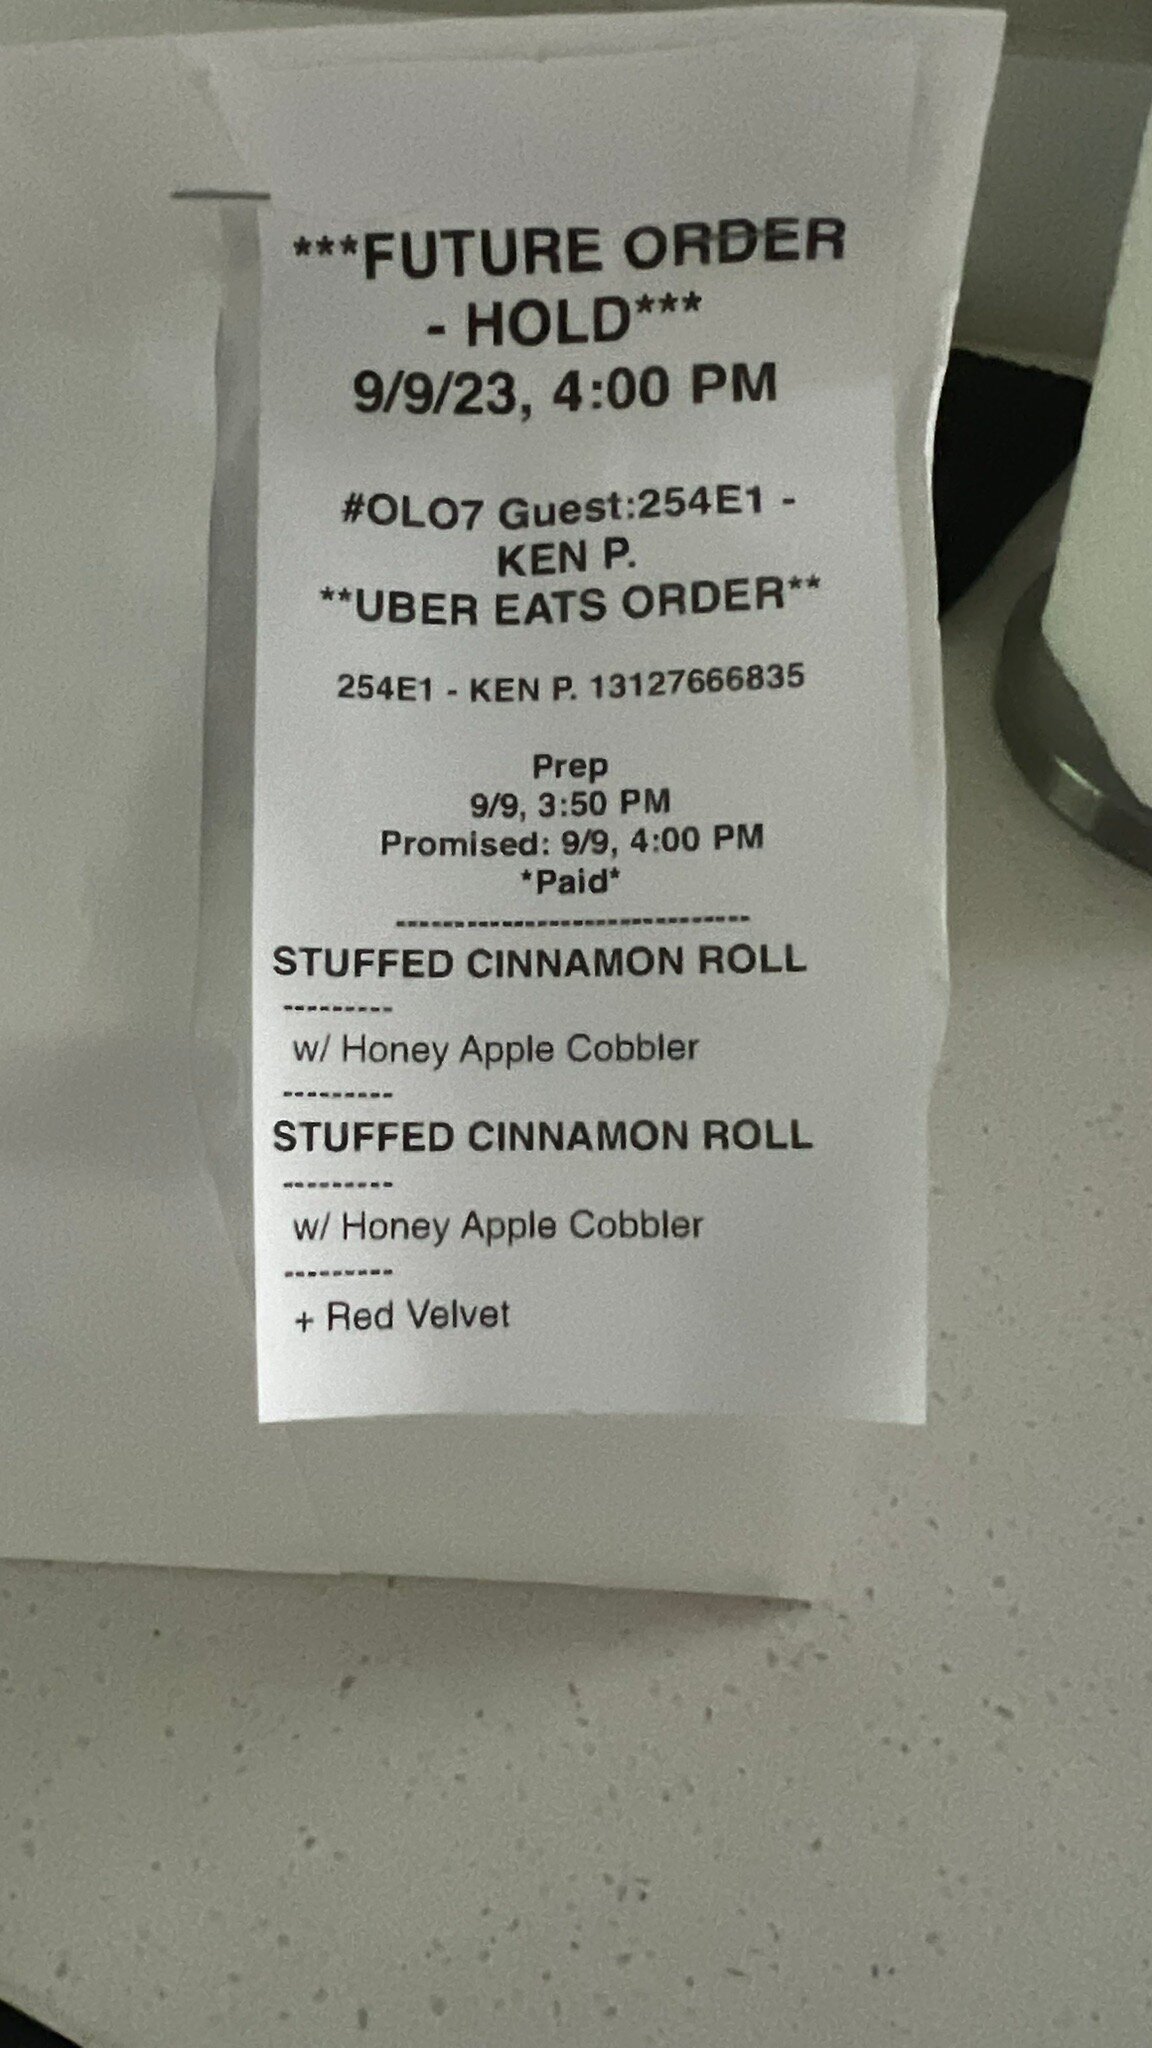 ***FUTURE ORDER
- HOLD***
9/9/23, 4:00 PM
#OLO7 Guest:254E1 -
KEN P.
**UBER EATS ORDER**
254E1 - KEN P. 13127666835
Prep
9/9, 3:50 PM
Promised: 9/9, 4:00 PM
*Paid*
------------------------------
STUFFED CINNAMON ROLL
---------
w/ Honey Apple Cobbler
---------
STUFFED CINNAMON ROLL
---------
w/ Honey Apple Cobbler
---------
+ Red Velvet